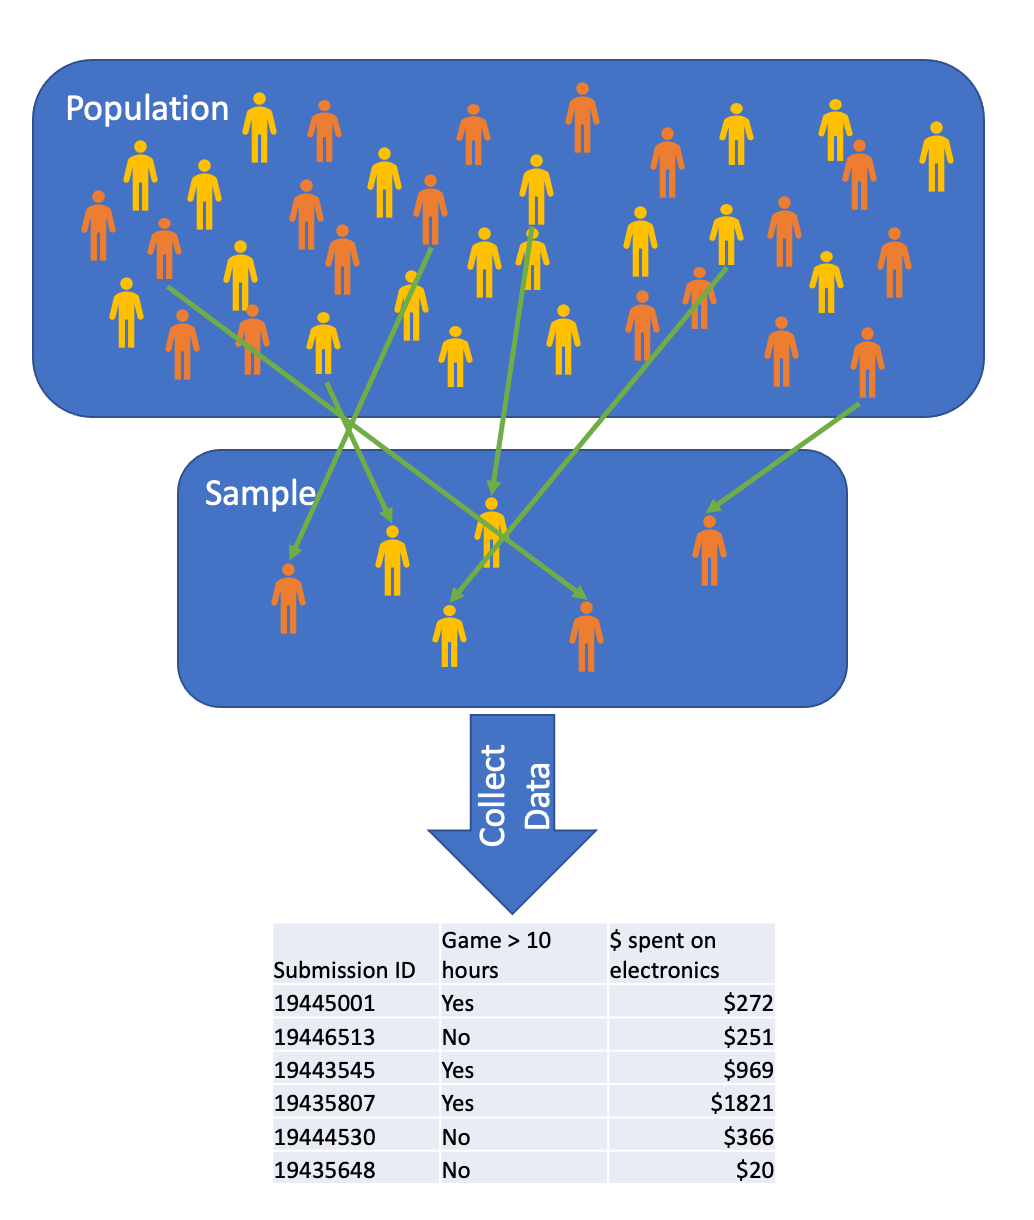 Population
Sample
Collect
Data
Submission ID Game > 10 hours $ spent on electronics
19445001 Yes $272
19446513 No $251
19443545 Yes $969
19435807 Yes $1821
19444530 No $366
19435648 No $20